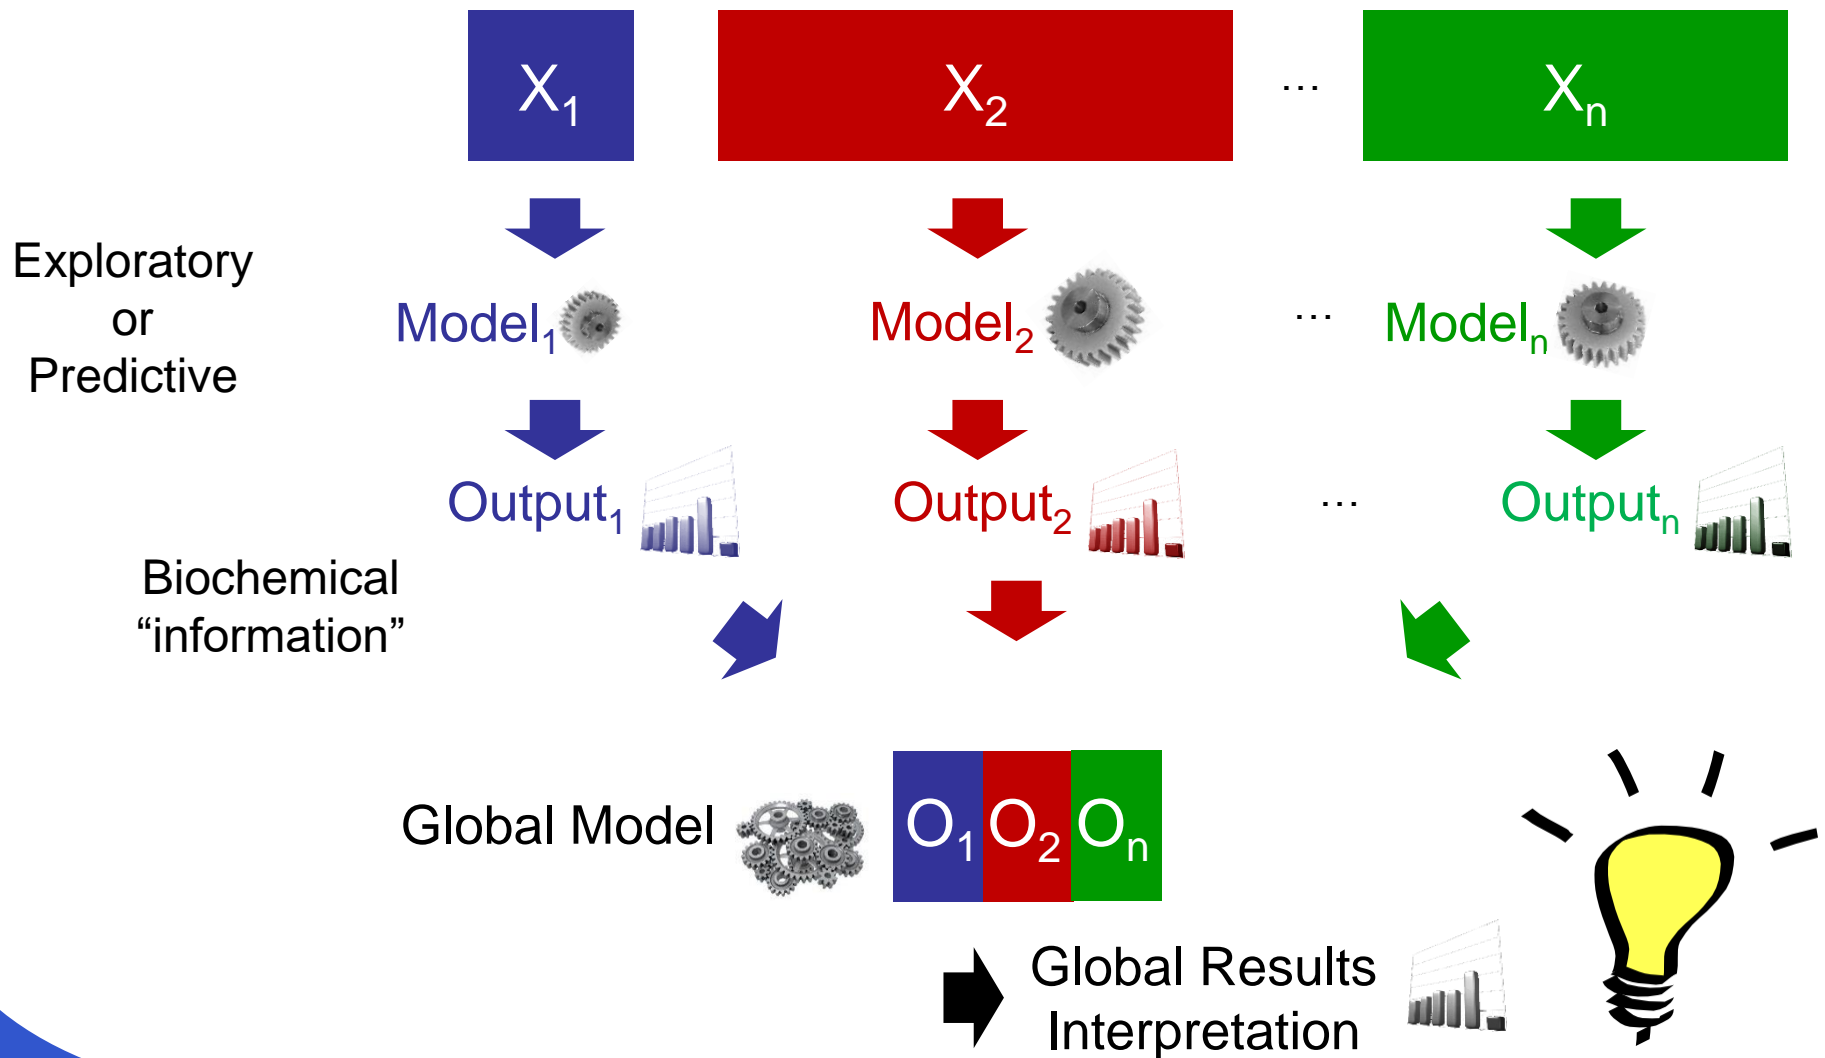 X₁ X₂ ... Xₙ
Exploratory
or
Predictive
Model₁ Model₂ ... Modelₙ
Output₁ Output₂ ... Outputₙ
Biochemical
“information”
Global Model O₁ O₂ Oₙ
Global Results
Interpretation